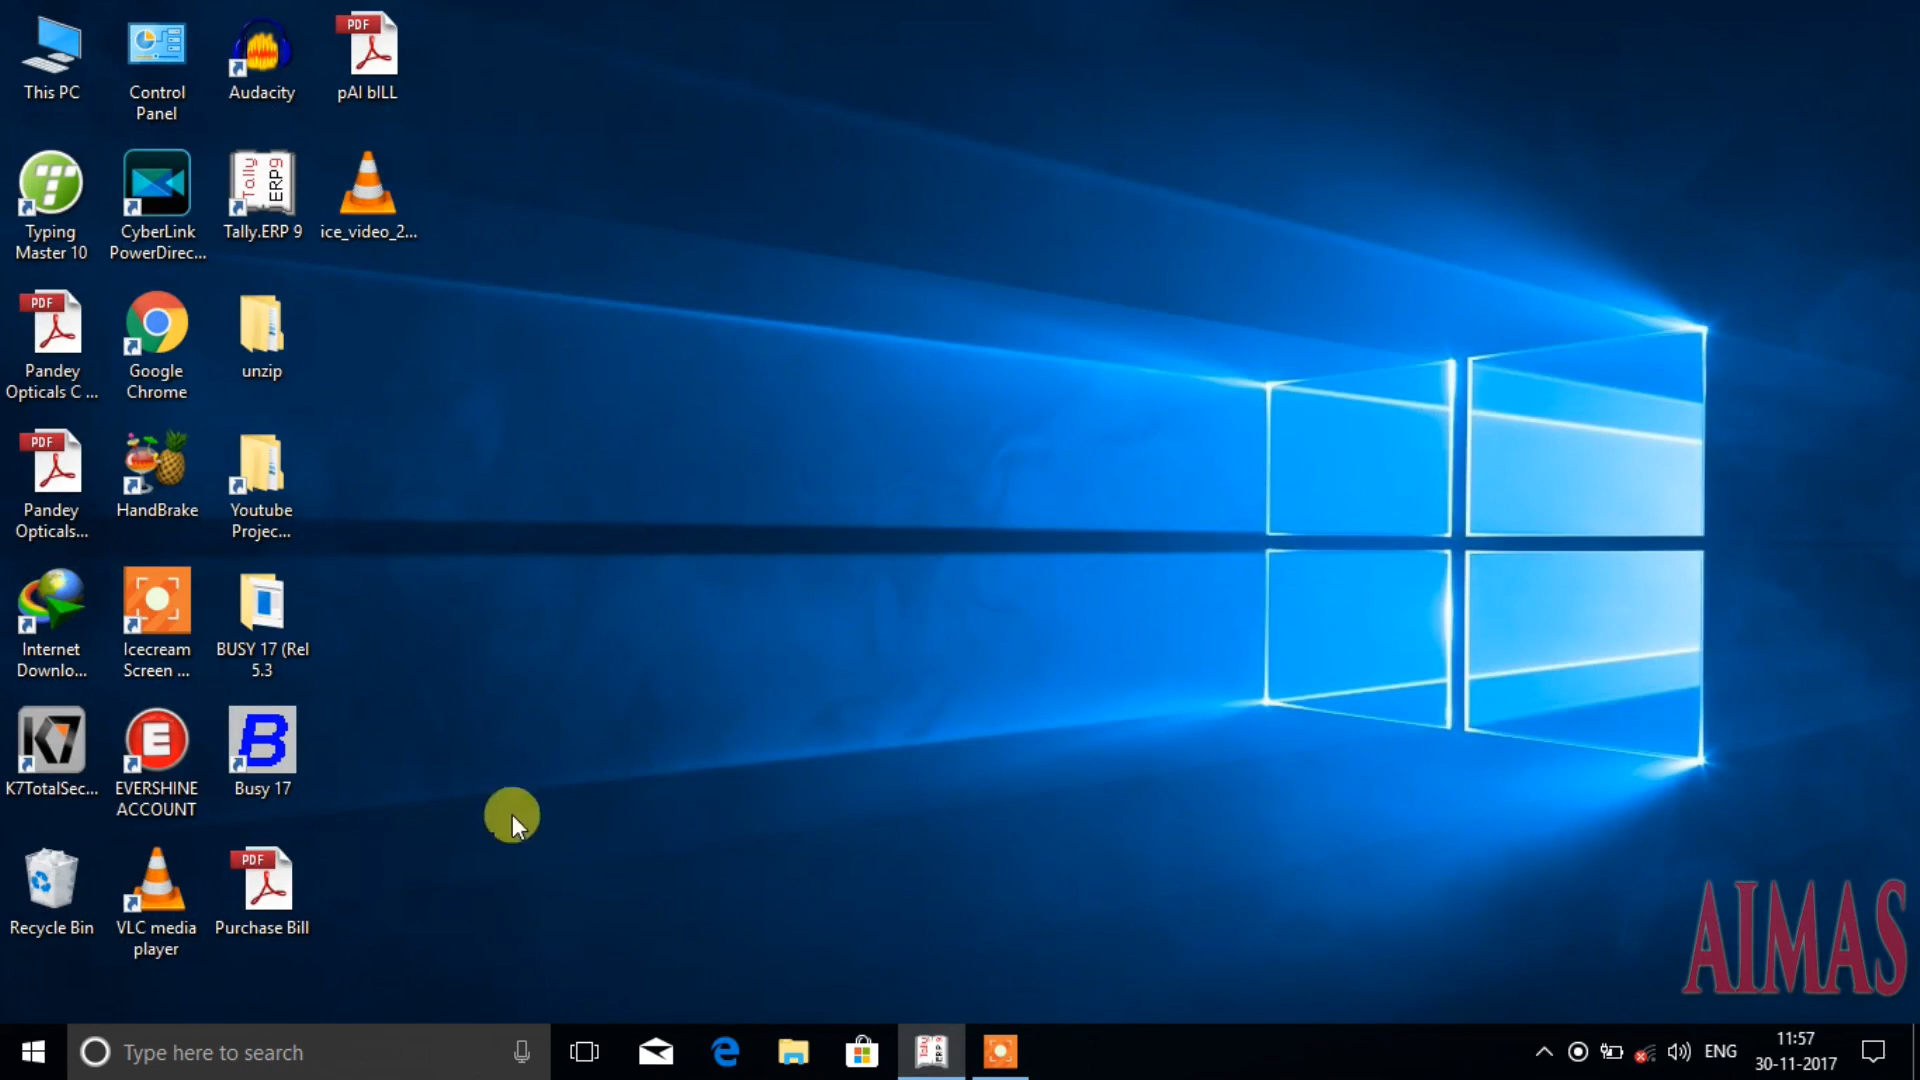 This PC
Control
Panel
Audacity
PDF
pAI bILL
Typing
Master 10
CyberLink
PowerDirec...
Tally
ERP9
Tally.ERP 9
ice_video_2...
PDF
Pandey
Opticals C ...
Google
Chrome
unzip
PDF
Pandey
Opticals...
HandBrake
Youtube
Projec...
Internet
Downlo...
Icecream
Screen ...
BUSY 17 (Rel
5.3
K7
K7TotalSec...
E
EVERSHINE
ACCOUNT
B
Busy 17
Recycle Bin
VLC media
player
PDF
Purchase Bill
AIMAS
Type here to search
Tally
ERP 9
ENG
11:57
30-11-2017